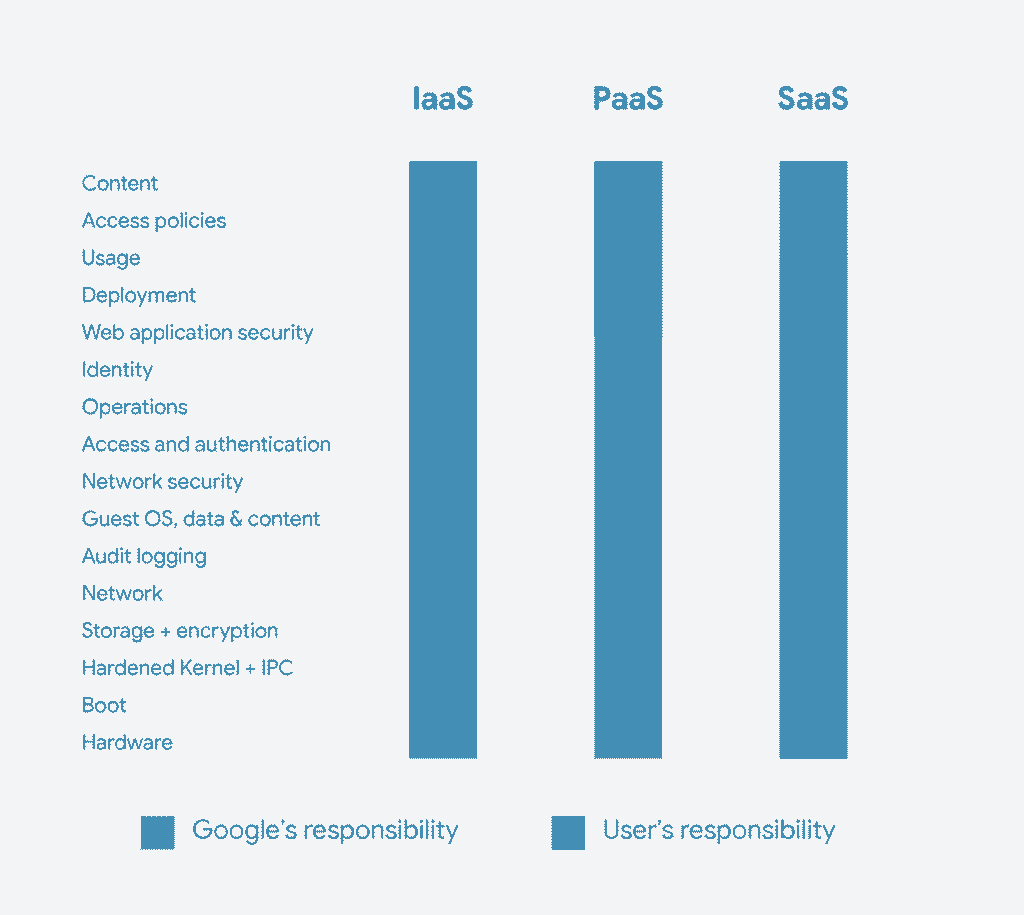 IaaS PaaS SaaS
Content
Access policies
Usage
Deployment
Web application security
Identity
Operations
Access and authentication
Network security
Guest OS, data & content
Audit logging
Network
Storage + encryption
Hardened Kernel + IPC
Boot
Hardware
Google's responsibility User's responsibility